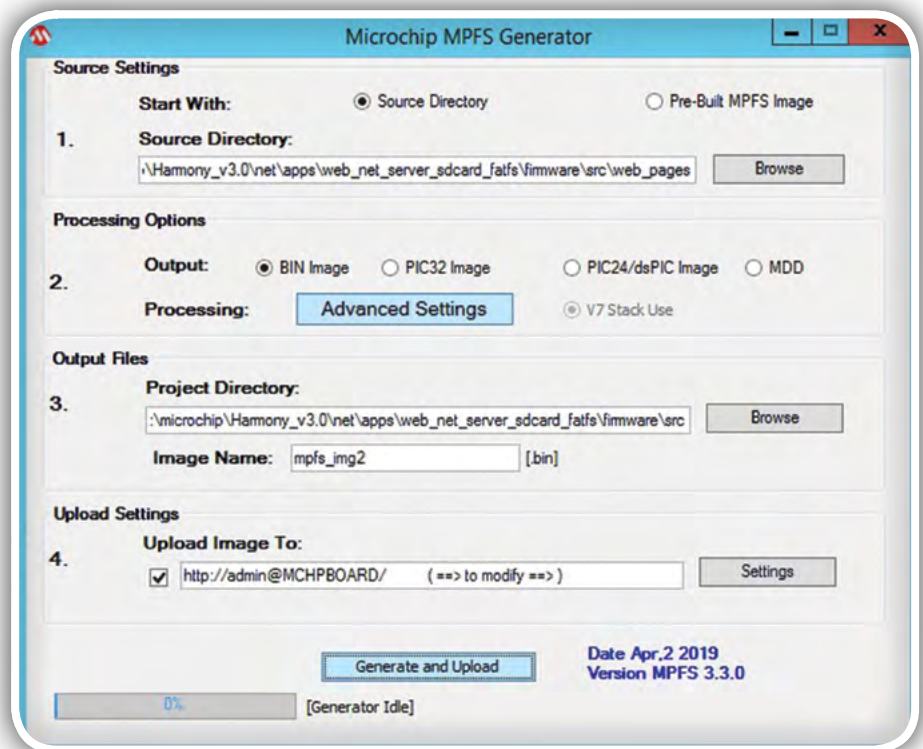 Microchip MPFS Generator
Source Settings
Start With: Source Directory Pre-Built MPFS Image
1. Source Directory:
\Harmony_v3.0\net\apps\web_net_server_sdcard_fatfs\firmware\src\web_pages Browse
Processing Options
2. Output: BIN Image PIC32 Image PIC24/dsPIC Image MDD
Processing: Advanced Settings V7 Stack Use
Output Files
3. Project Directory:
:\microchip\Harmony_v3.0\net\apps\web_net_server_sdcard_fatfs\firmware\src Browse
Image Name: mpfs_img2 [.bin]
Upload Settings
4. Upload Image To:
http://admin@MCHPBOARD/ ( ==> to modify ==> ) Settings
Generate and Upload
Date Apr,2 2019
Version MPFS 3.3.0
0% [Generator Idle]